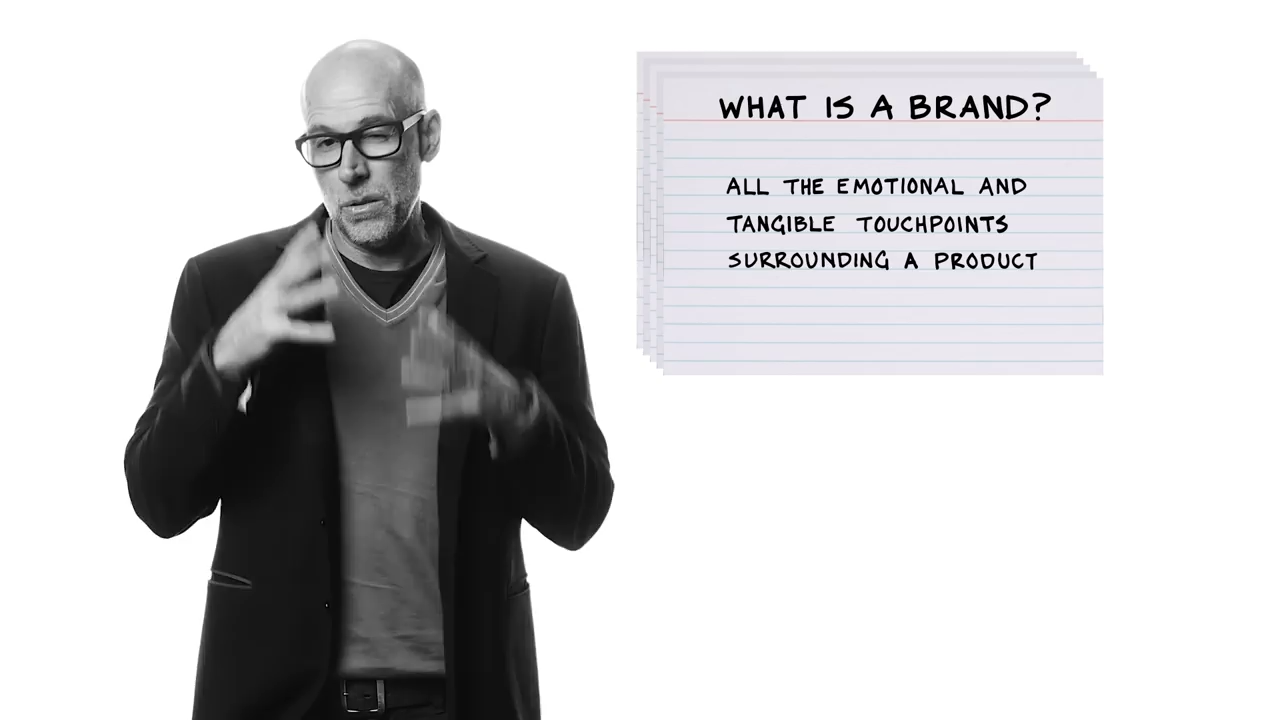 WHAT IS A BRAND?
ALL THE EMOTIONAL AND
TANGIBLE TOUCHPOINTS
SURROUNDING A PRODUCT